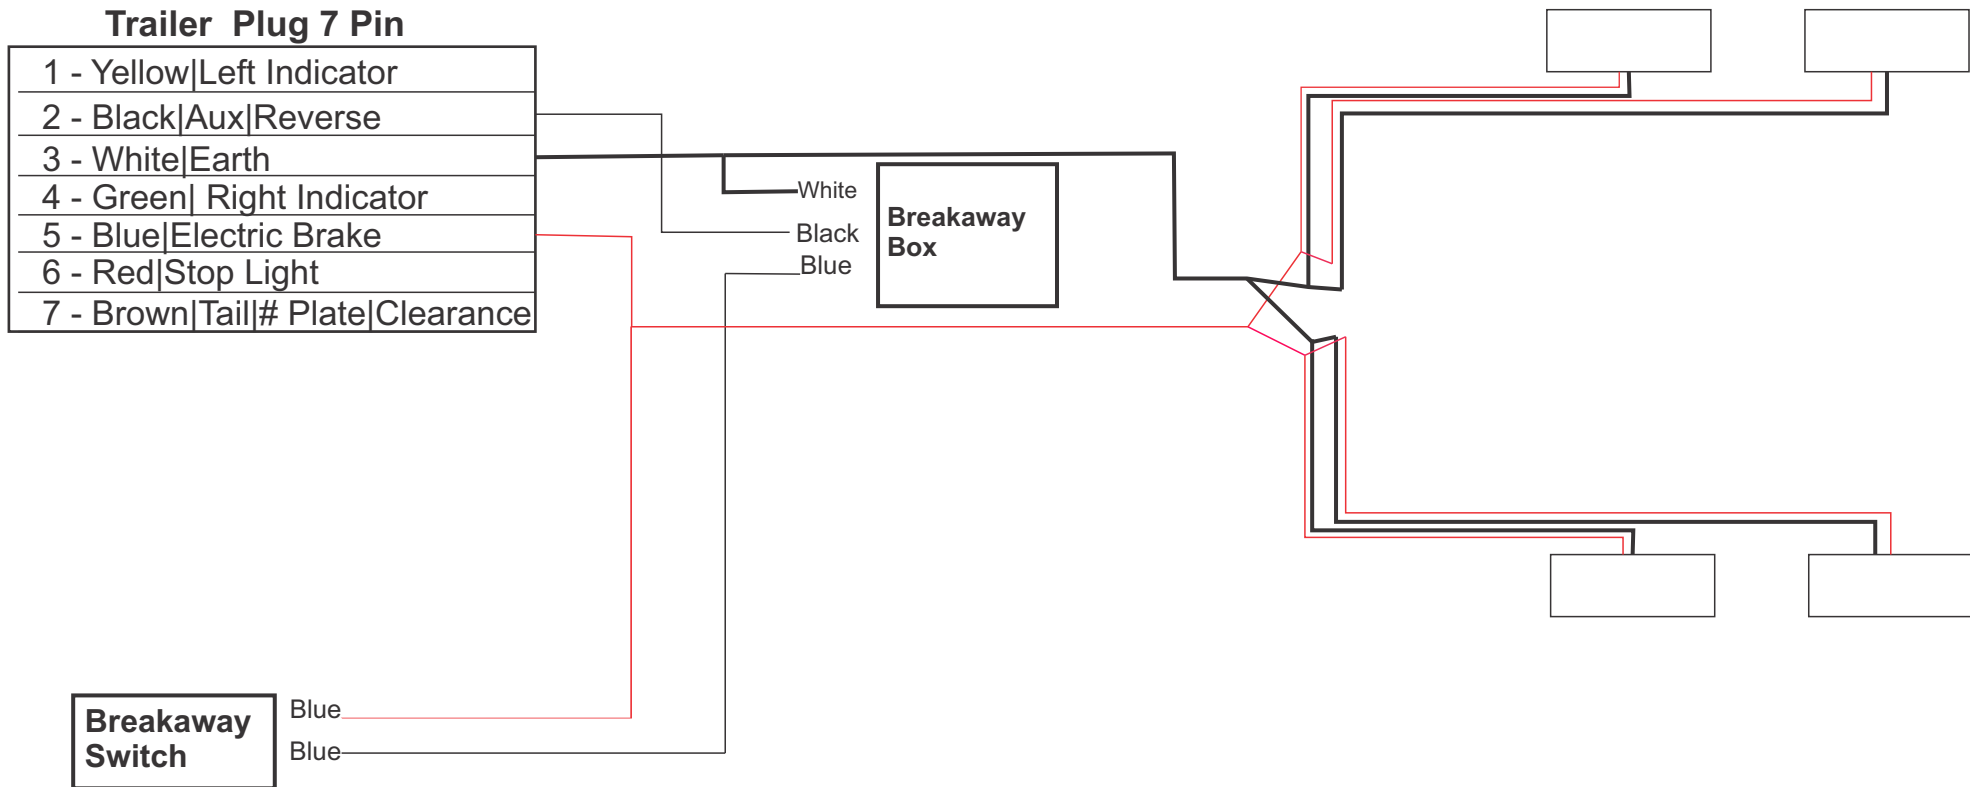 Trailer  Plug 7 Pin
1 - Yellow|Left Indicator
2 - Black|Aux|Reverse
3 - White|Earth
4 - Green| Right Indicator
5 - Blue|Electric Brake
6 - Red|Stop Light
7 - Brown|Tail|# Plate|Clearance
White
Black
Blue
Breakaway
Box
Breakaway
Switch
Blue
Blue